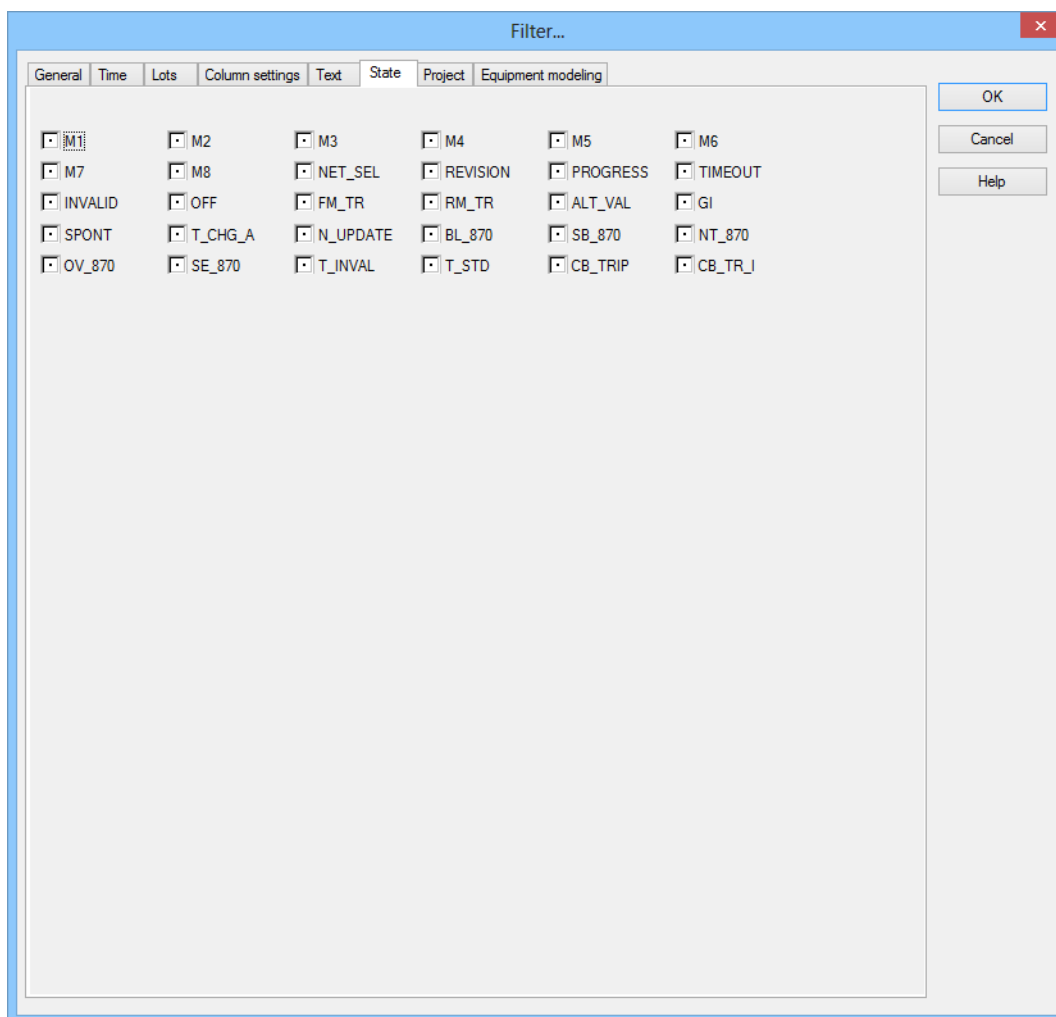 Filter...
General Time Lots Column settings Text State Project Equipment modeling
OK
Cancel
Help
M1 M2 M3 M4 M5 M6
M7 M8 NET_SEL REVISION PROGRESS TIMEOUT
INVALID OFF FM_TR RM_TR ALT_VAL GI
SPONT T_CHG_A N_UPDATE BL_870 SB_870 NT_870
OV_870 SE_870 T_INVAL T_STD CB_TRIP CB_TR_I